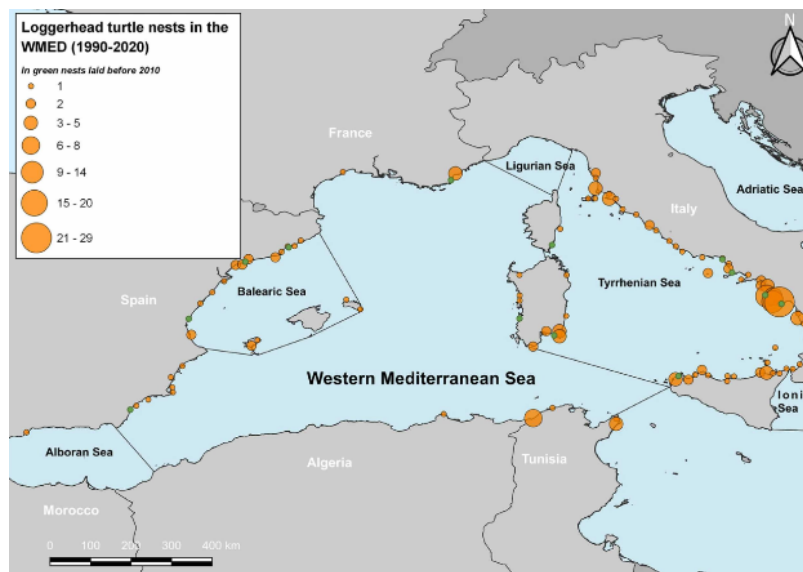 Loggerhead turtle nests in the
WMED (1990-2020)
In green nests laid before 2010
1
2
3 - 5
6 - 8
9 - 14
15 - 20
21 - 29
N
France
Ligurian Sea
Adriatic Sea
Italy
Spain
Balearic Sea
Tyrrhenian Sea
Western Mediterranean Sea
Ioni
Sea
Alboran Sea
Algeria
Tunisia
Morocco
0 100 200 300 400 km